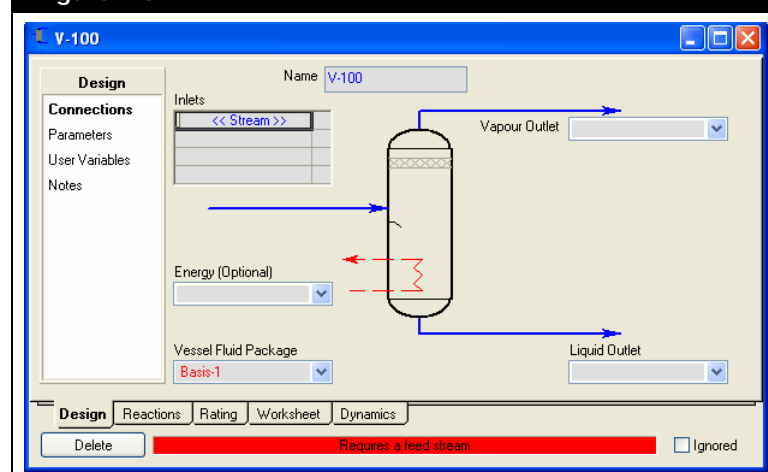 V-100
Design
Connections
Parameters
User Variables
Notes
Name V-100
Inlets
<< Stream >>
Vapour Outlet
Energy (Optional)
Vessel Fluid Package
Basis-1
Liquid Outlet
Design Reactions Rating Worksheet Dynamics
Delete Requires a feed stream Ignored